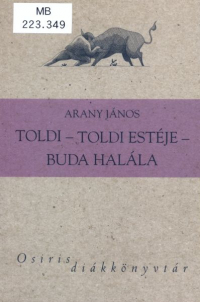 MB
223.349
ARANY JÁNOS
TOLDI – TOLDI ESTÉJE –
BUDA HALÁLA
Osiris
diákkönyvtár